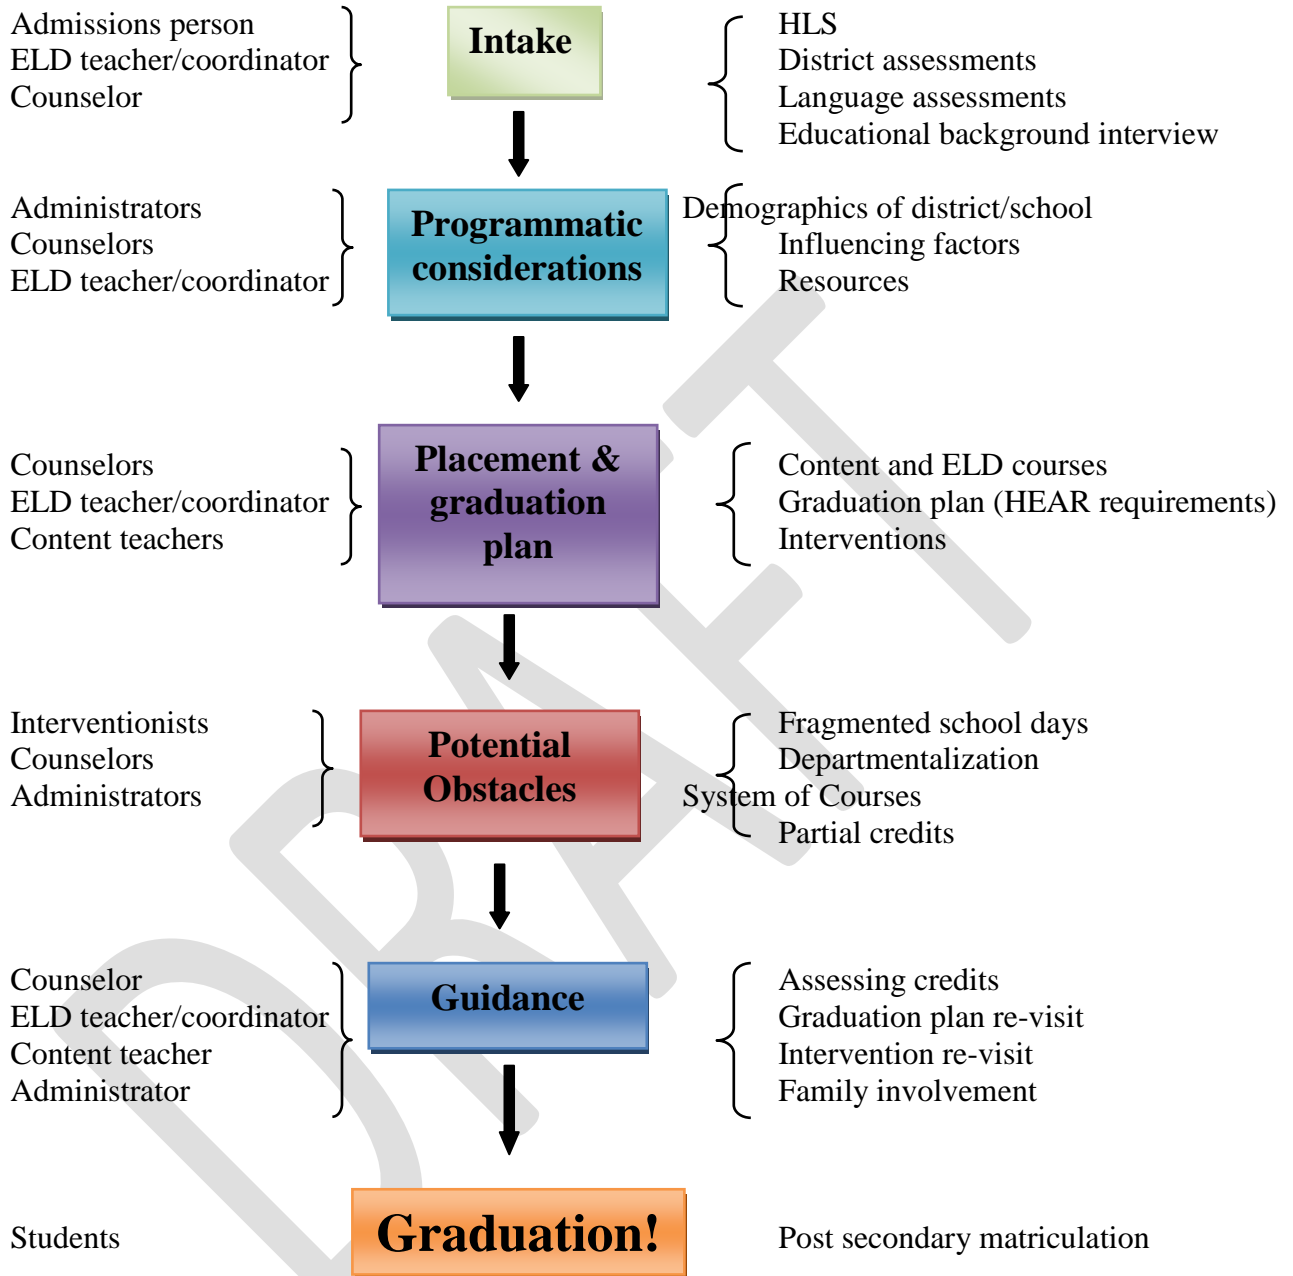 Admissions person
ELD teacher/coordinator
Counselor
Intake
HLS
District assessments
Language assessments
Educational background interview
Administrators
Counselors
ELD teacher/coordinator
Programmatic
considerations
Demographics of district/school
Influencing factors
Resources
Counselors
ELD teacher/coordinator
Content teachers
Placement &
graduation
plan
Content and ELD courses
Graduation plan (HEAR requirements)
Interventions
Interventionists
Counselors
Administrators
Potential
Obstacles
Fragmented school days
Departmentalization
System of Courses
Partial credits
Counselor
ELD teacher/coordinator
Content teacher
Administrator
Guidance
Assessing credits
Graduation plan re-visit
Intervention re-visit
Family involvement
Students
Graduation!
Post secondary matriculation
DRAFT